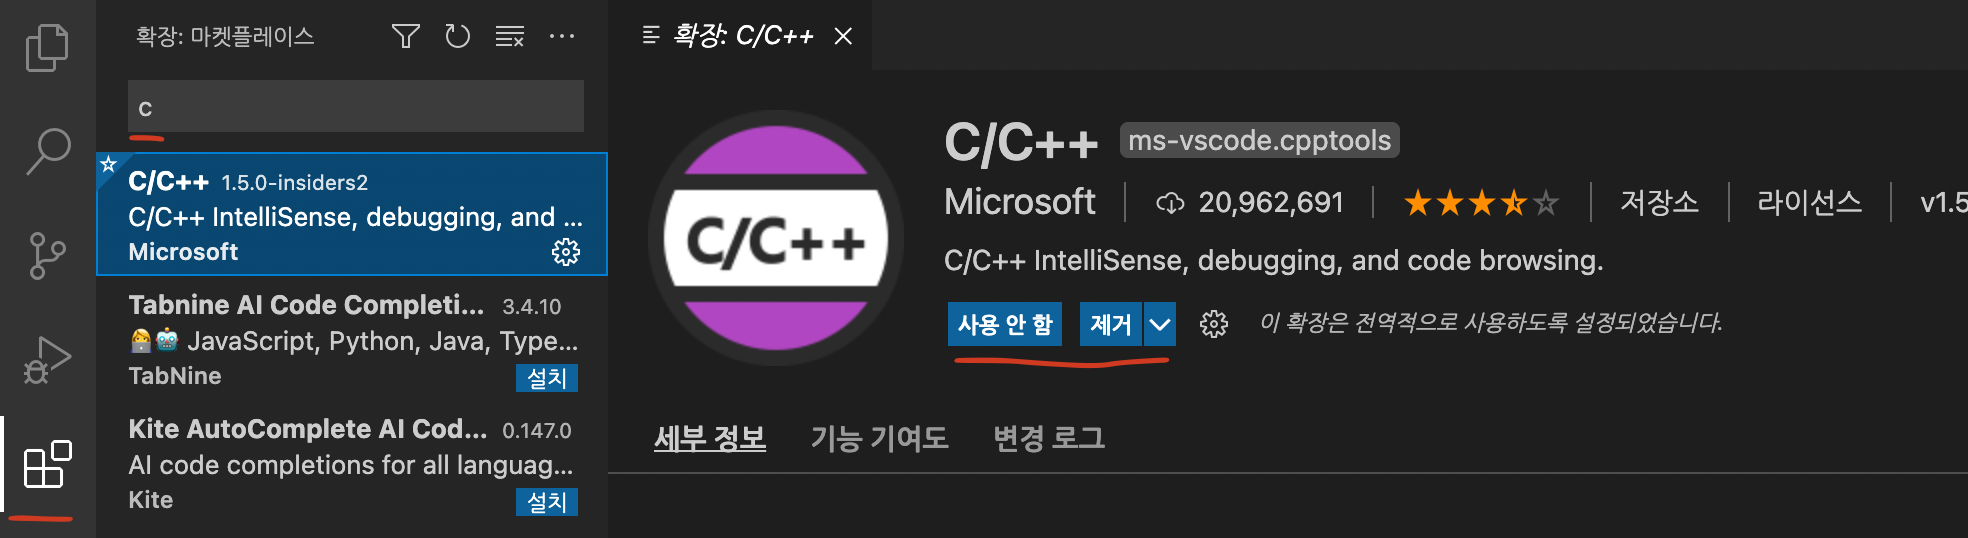 확장: 마켓플레이스
c
C/C++ 1.5.0-insiders2
C/C++ IntelliSense, debugging, and ...
Microsoft
Tabnine AI Code Completi... 3.4.10
JavaScript, Python, Java, Type...
TabNine 설치
Kite AutoComplete AI Cod... 0.147.0
AI code completions for all languag...
Kite 설치
확장: C/C++
C/C++
C/C++ ms-vscode.cpptools
Microsoft 20,962,691 저장소 라이선스 v1.5
C/C++ IntelliSense, debugging, and code browsing.
사용 안 함 제거 이 확장은 전역적으로 사용하도록 설정되었습니다.
세부 정보 기능 기여도 변경 로그